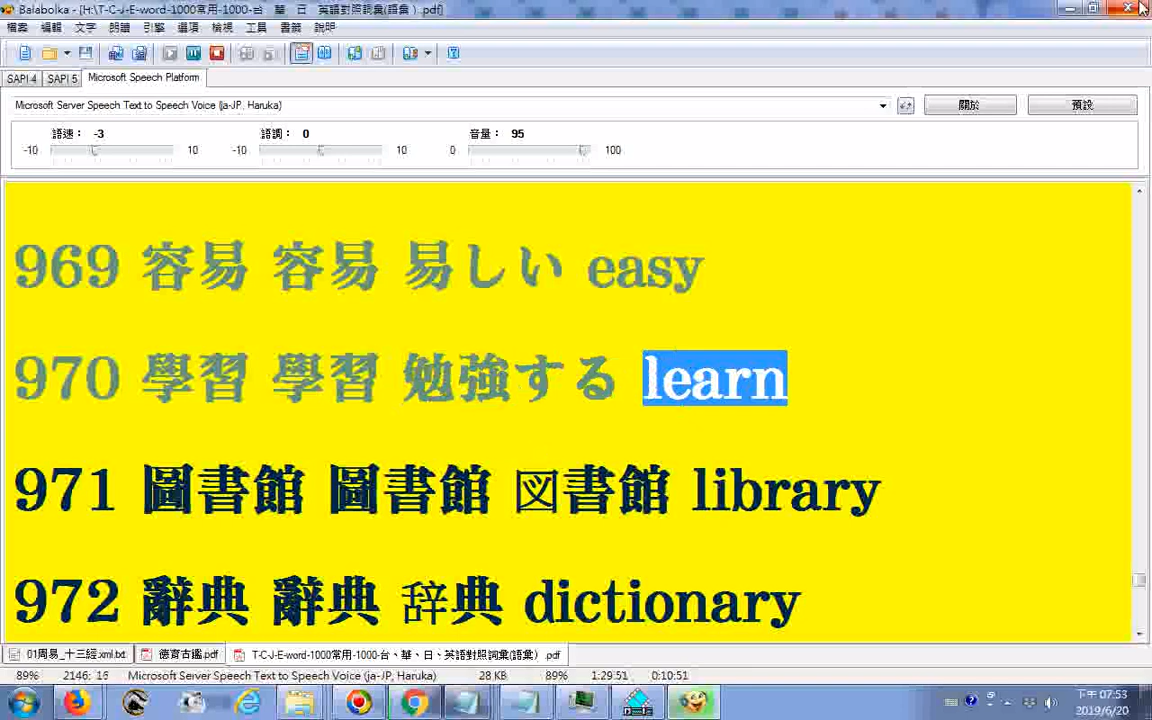 Balabolka - [H:\T-C-J-E-word-1000常用-1000-台、華、日、英語對照詞彙(語彙）.pdf]
檔案 編輯 文字 朗讀 引擎 選項 檢視 工具 書籤 說明
SAPI 4 SAPI 5 Microsoft Speech Platform
Microsoft Server Speech Text to Speech Voice (ja-JP, Haruka) 關於 預設
語速： -3 語調： 0 音量： 95
-10 10 -10 10 0 100
969 容易 容易 易しい easy
970 學習 學習 勉強する learn
971 圖書館 圖書館 図書館 library
972 辭典 辭典 辞典 dictionary
01周易_十三經.xml.txt 德育古鑑.pdf T-C-J-E-word-1000常用-1000-台、華、日、英語對照詞彙(語彙）.pdf
89% 2146: 16 Microsoft Server Speech Text to Speech Voice (ja-JP, Haruka) 28 KB 89% 1:29:51 0:10:51
下午 07:53
2019/6/20